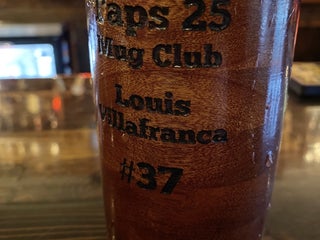 Taps 25
Mug Club
Louis
Villafranca
#37